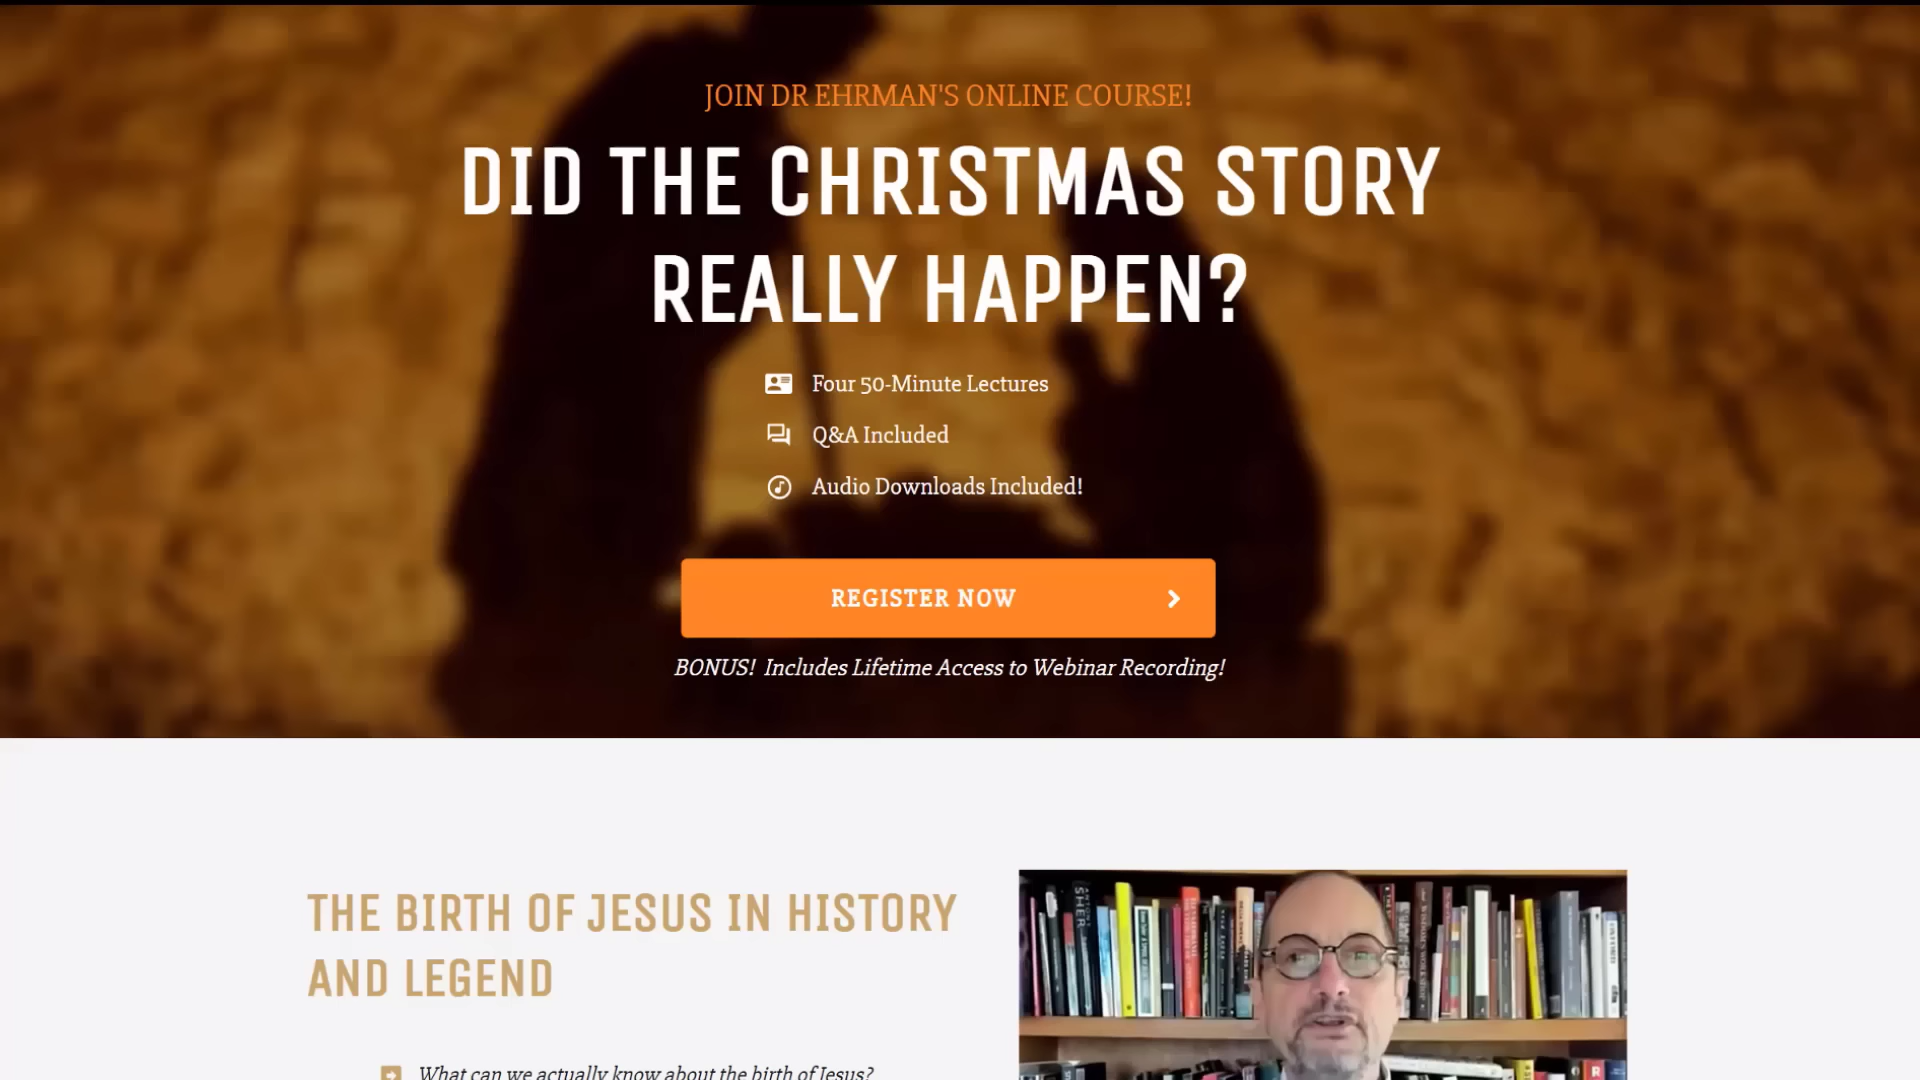 JOIN DR EHRMAN'S ONLINE COURSE!
DID THE CHRISTMAS STORY
REALLY HAPPEN?
Four 50-Minute Lectures
Q&A Included
Audio Downloads Included!
REGISTER NOW
BONUS! Includes Lifetime Access to Webinar Recording!
THE BIRTH OF JESUS IN HISTORY
AND LEGEND
What can we actually know about the birth of Jesus?